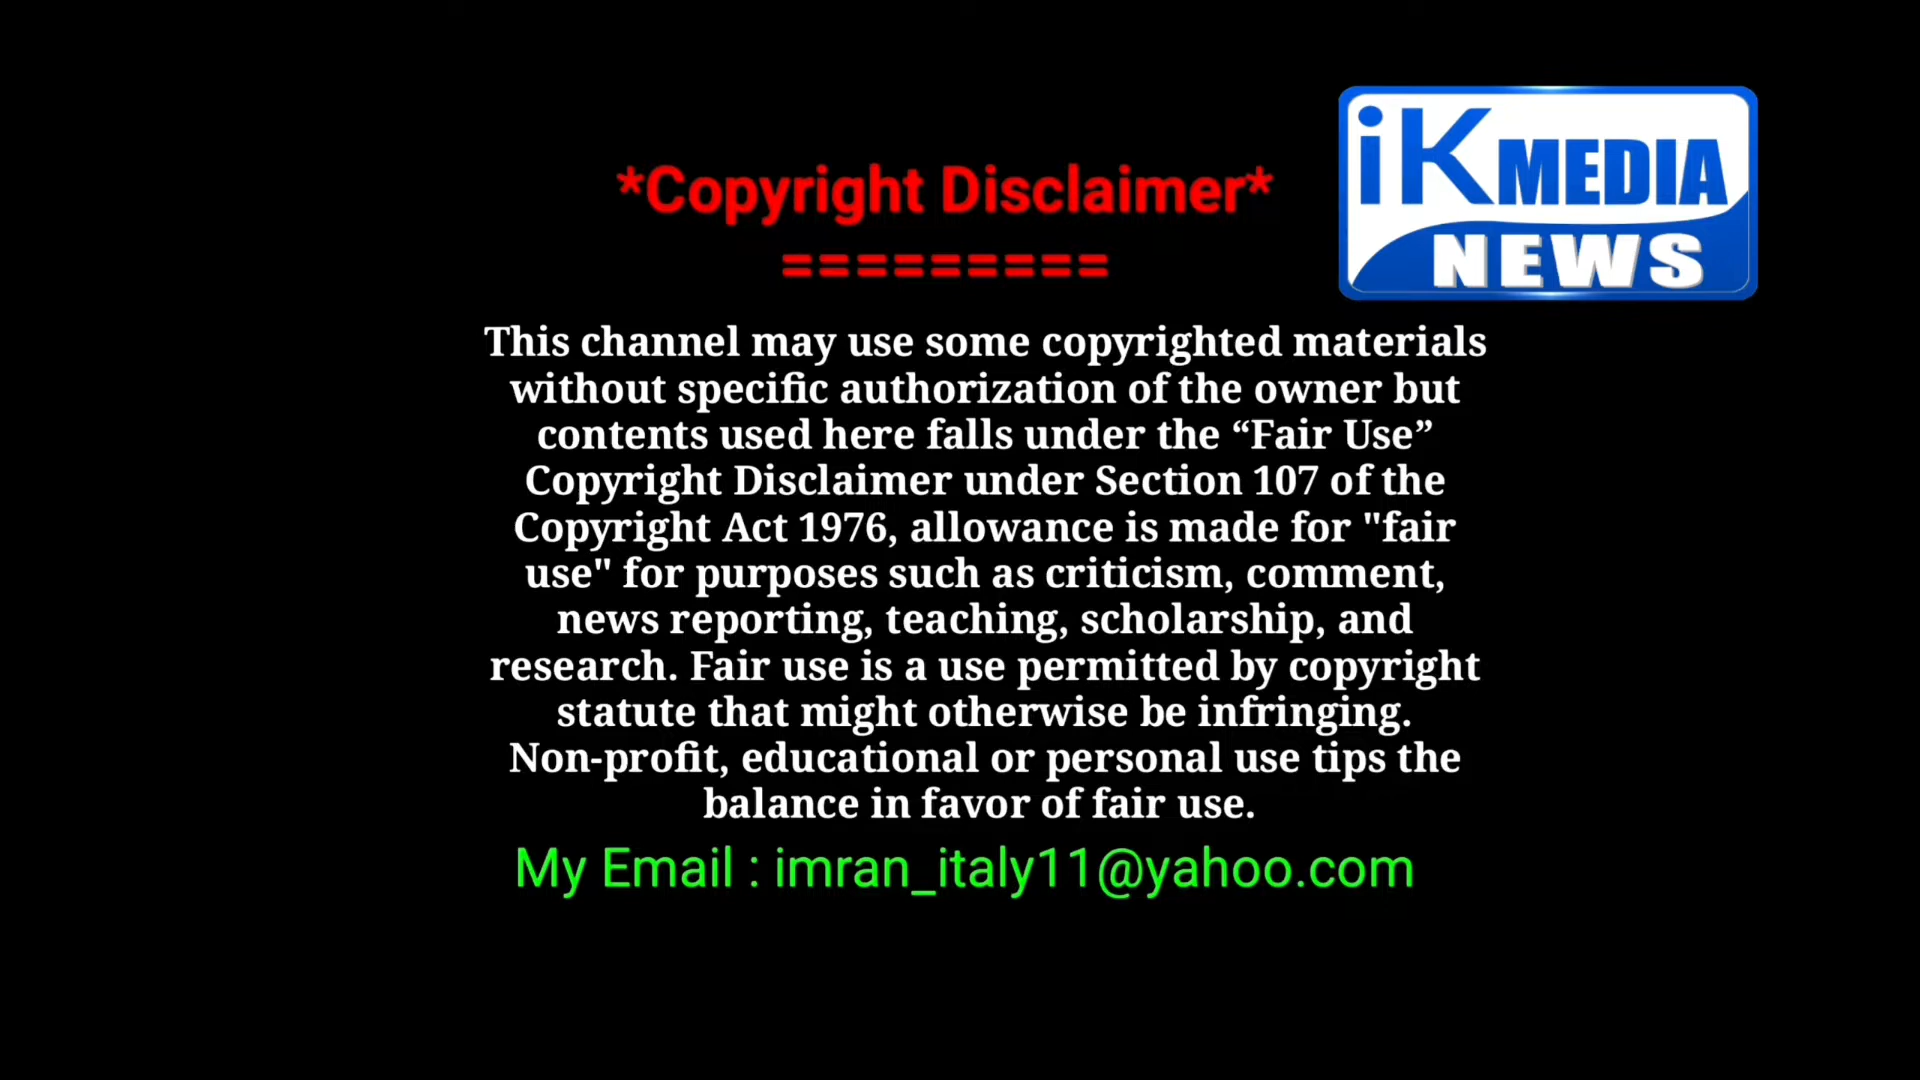 iK MEDIA
NEWS
*Copyright Disclaimer*
=========
This channel may use some copyrighted materials
without specific authorization of the owner but
contents used here falls under the “Fair Use”
Copyright Disclaimer under Section 107 of the
Copyright Act 1976, allowance is made for "fair
use" for purposes such as criticism, comment,
news reporting, teaching, scholarship, and
research. Fair use is a use permitted by copyright
statute that might otherwise be infringing.
Non-profit, educational or personal use tips the
balance in favor of fair use.
My Email : imran_italy11@yahoo.com